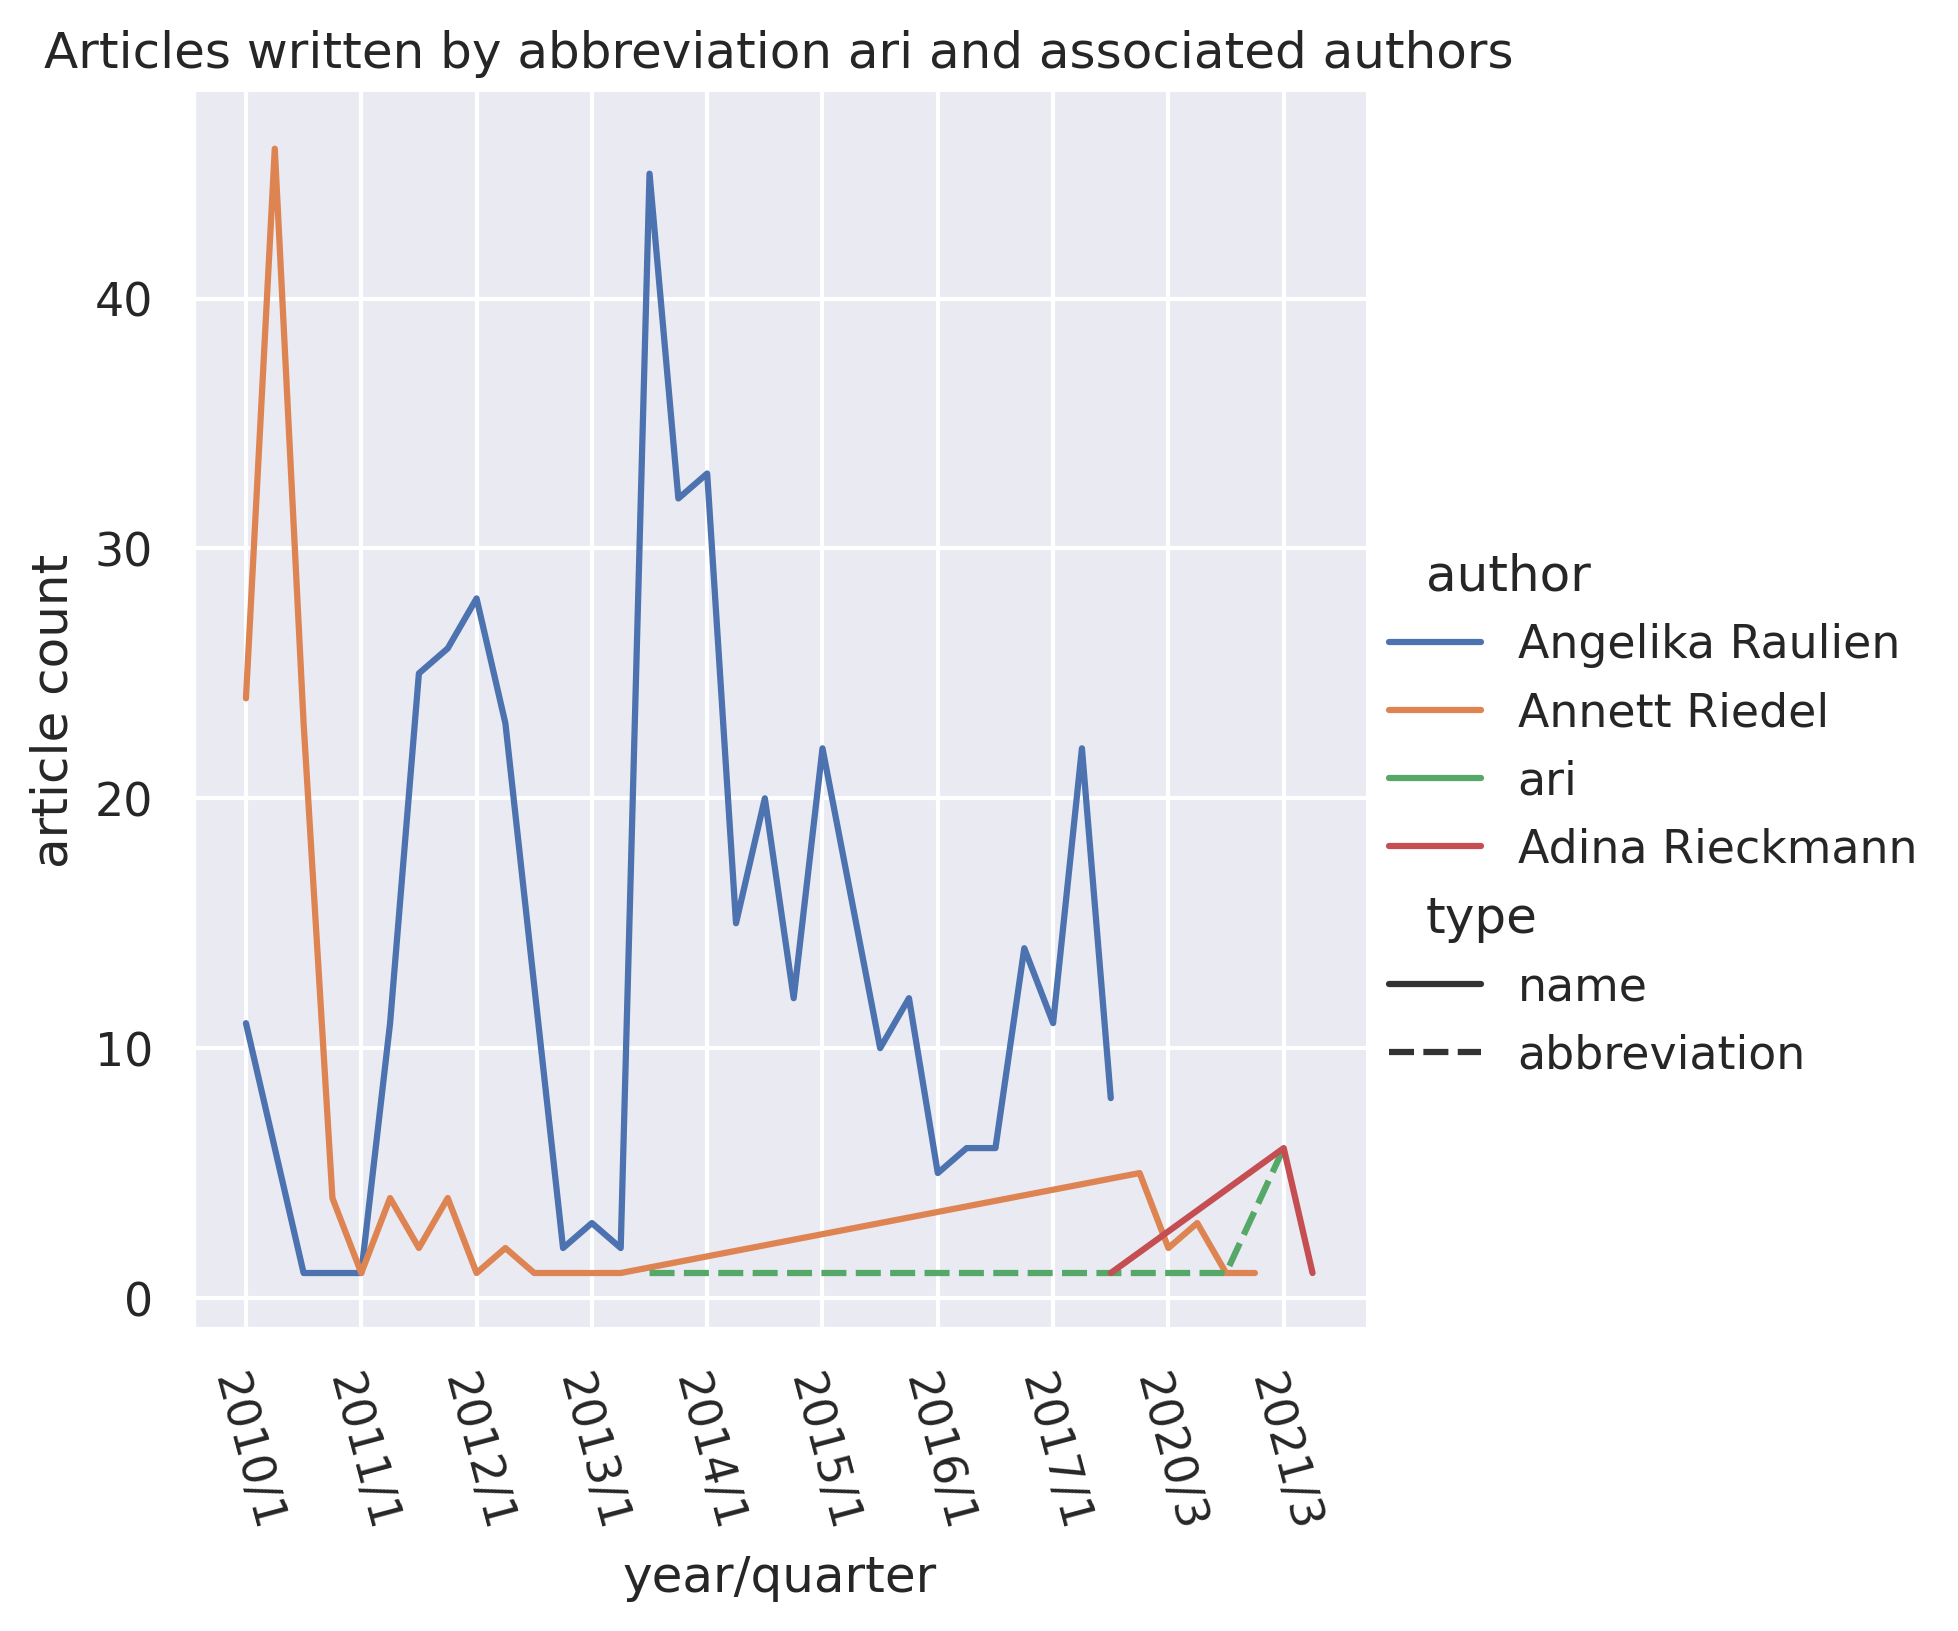 Articles written by abbreviation ari and associated authors
article count
40
30
20
10
0
2010/1
2011/1
2012/1
2013/1
2014/1
2015/1
2016/1
2017/1
2020/3
2021/3
year/quarter
author
Angelika Raulien
Annett Riedel
ari
Adina Rieckmann
type
name
abbreviation